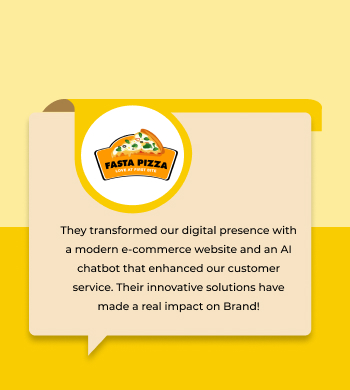 FASTA PIZZA
LOVE AT FIRST BITE
They transformed our digital presence with
a modern e-commerce website and an AI
chatbot that enhanced our customer
service. Their innovative solutions have
made a real impact on Brand!